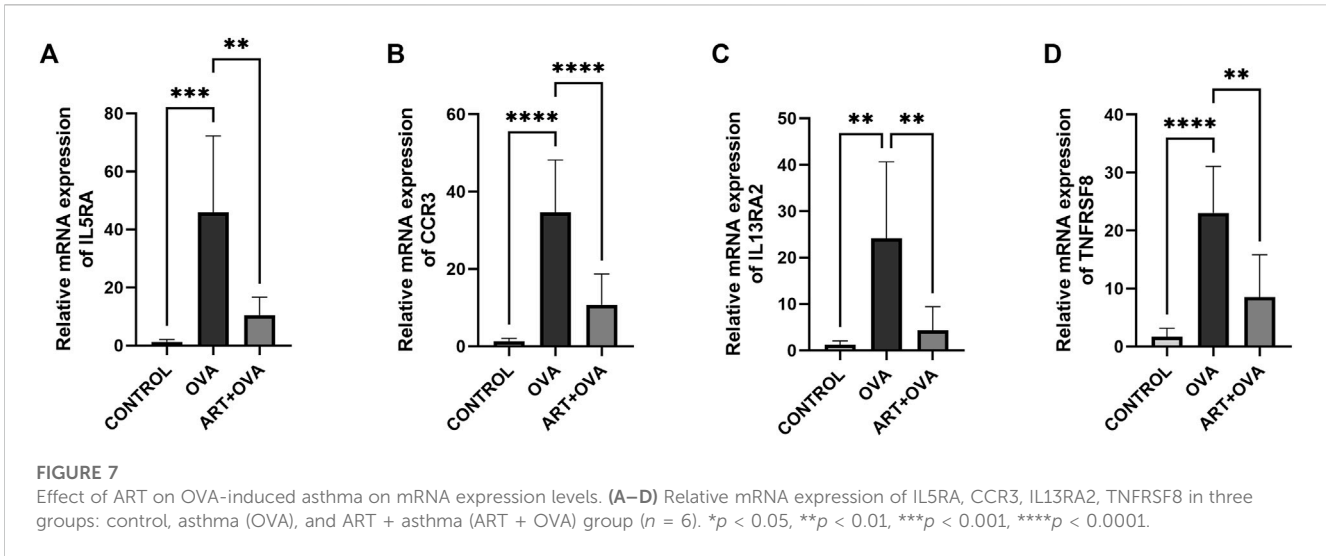 A
Relative mRNA expression
of IL5RA
***
**
80
60
40
20
0
CONTROL
OVA
ART+OVA
B
Relative mRNA expression
of CCR3
****
****
60
40
20
0
CONTROL
OVA
ART+OVA
C
Relative mRNA expression
of IL13RA2
**
**
50
40
30
20
10
0
CONTROL
OVA
ART+OVA
D
Relative mRNA expression
of TNFRSF8
****
**
40
30
20
10
0
CONTROL
OVA
ART+OVA
FIGURE 7
Effect of ART on OVA-induced asthma on mRNA expression levels. (A–D) Relative mRNA expression of IL5RA, CCR3, IL13RA2, TNFRSF8 in three
groups: control, asthma (OVA), and ART + asthma (ART + OVA) group (n = 6). *p < 0.05, **p < 0.01, ***p < 0.001, ****p < 0.0001.